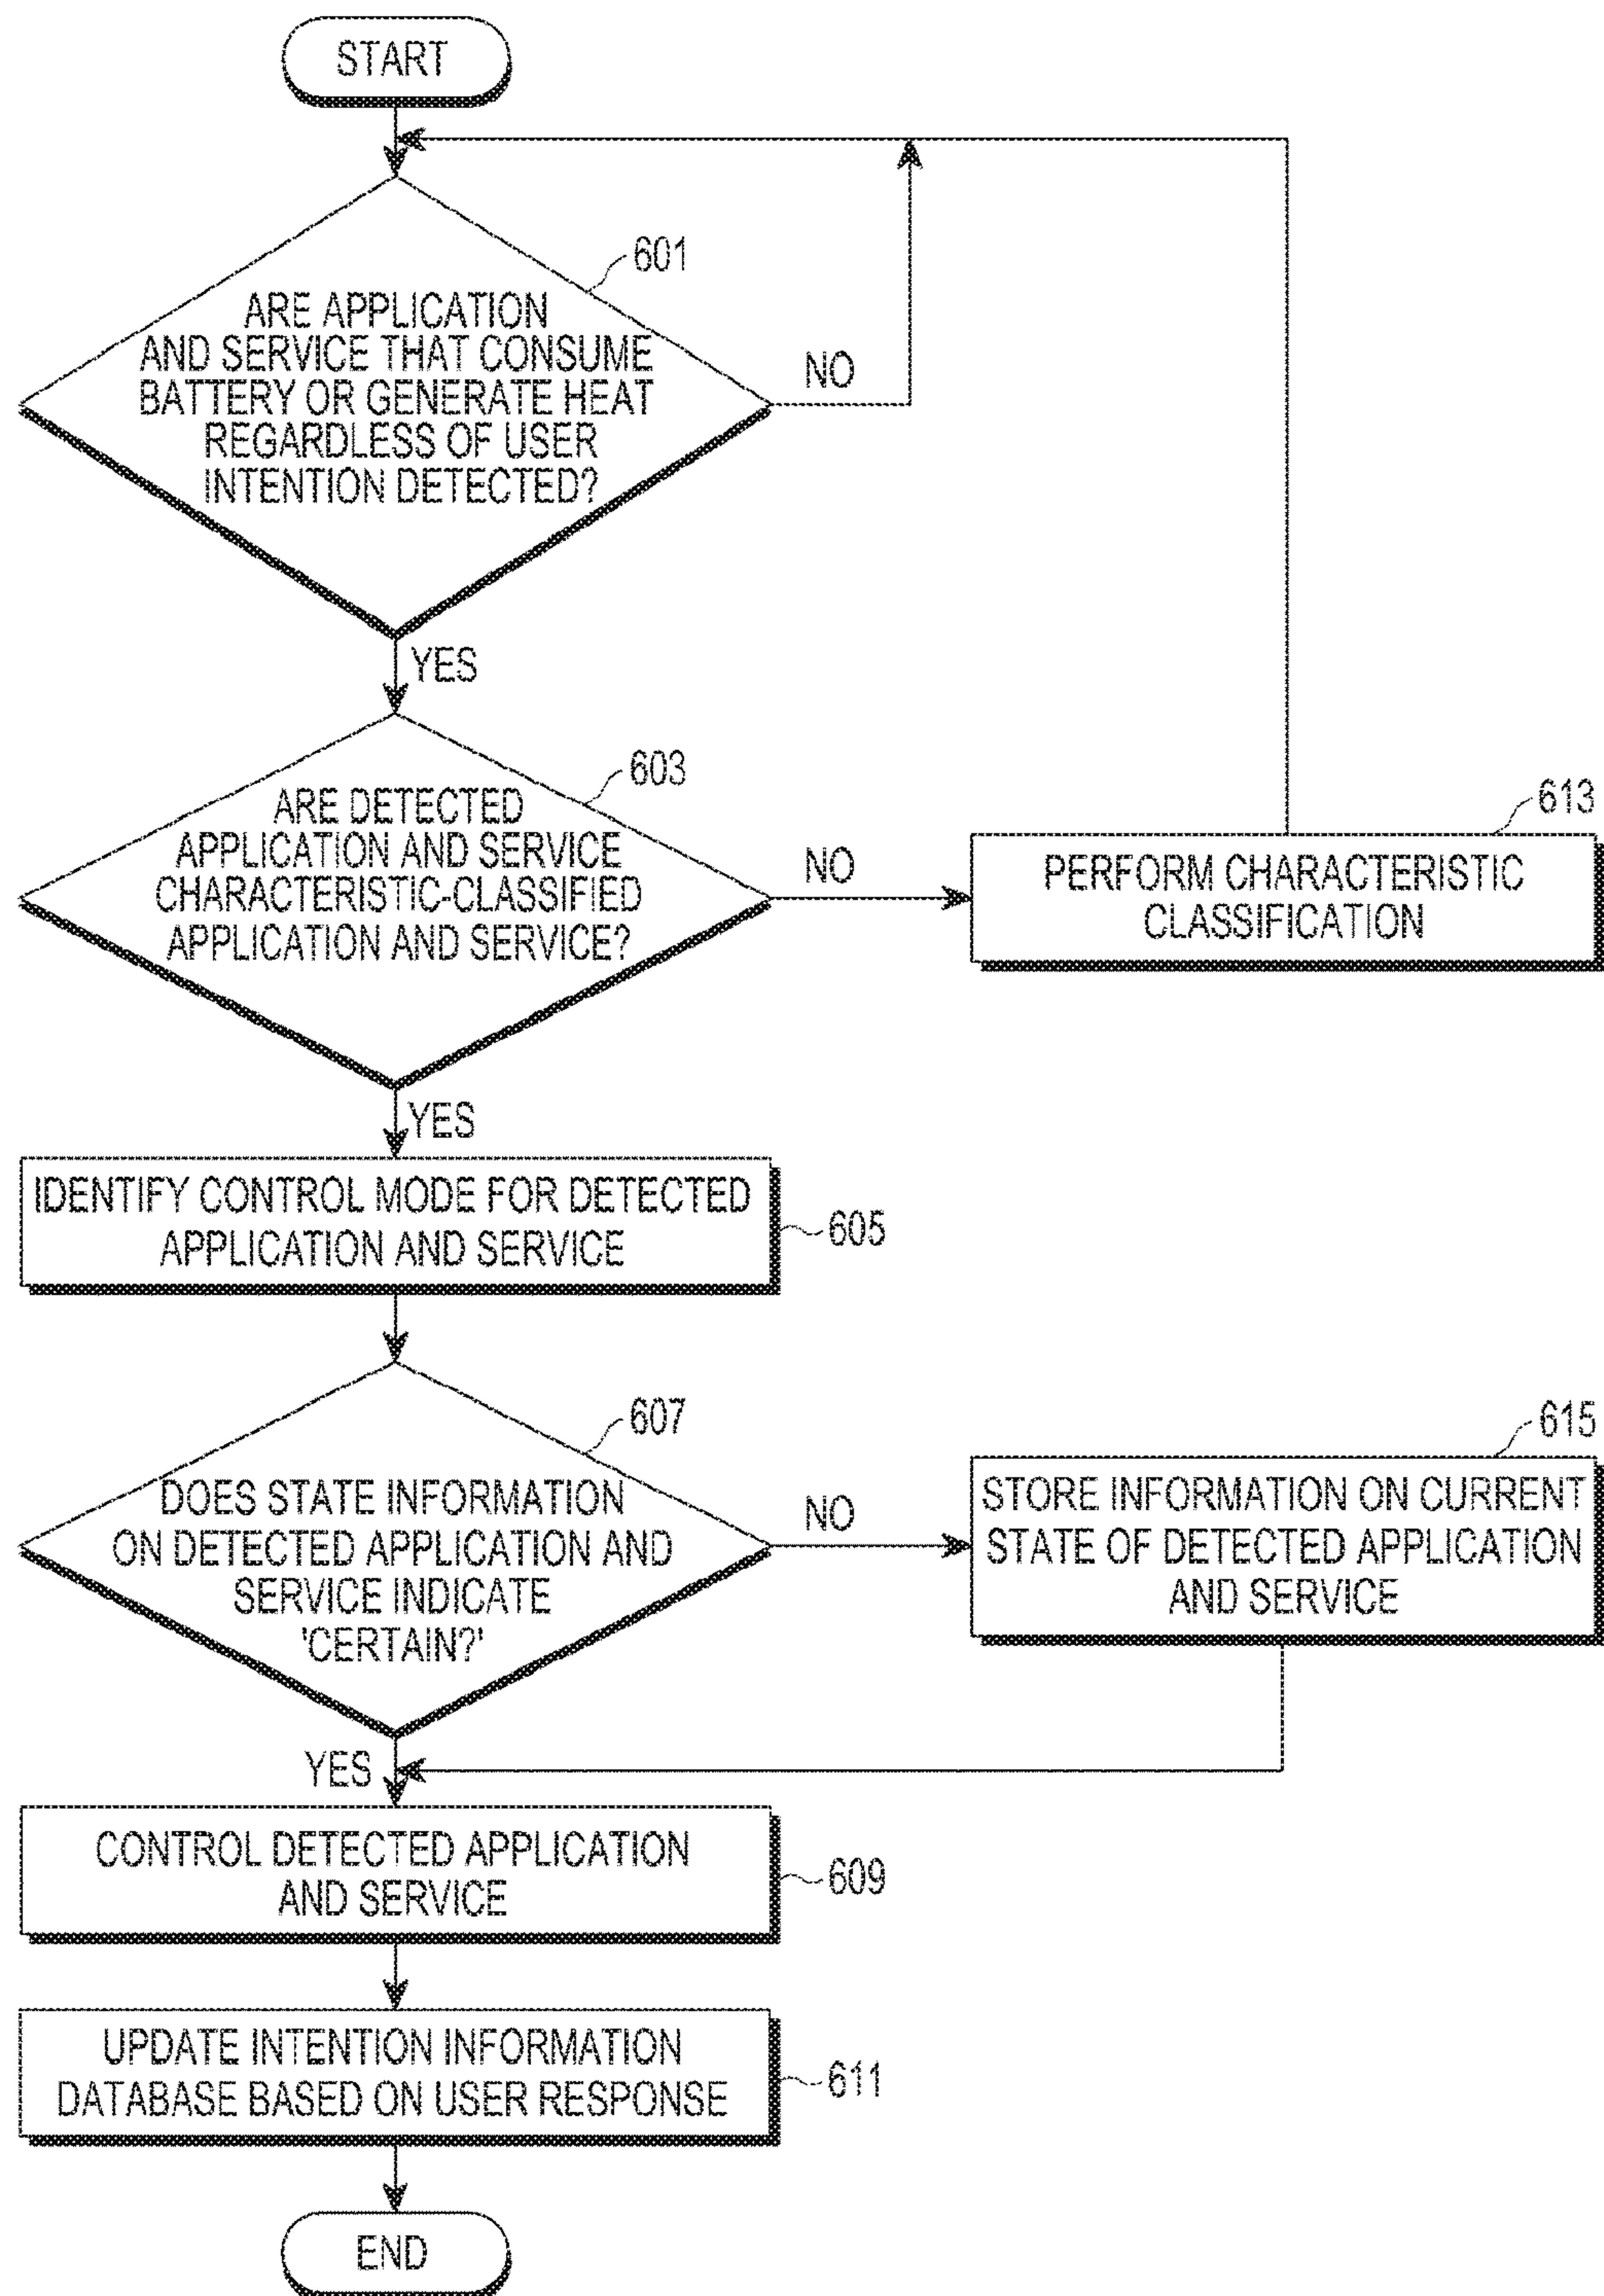 START
601
ARE APPLICATION
AND SERVICE THAT CONSUME
BATTERY OR GENERATE HEAT
REGARDLESS OF USER
INTENTION DETECTED?
NO
YES
603
ARE DETECTED
APPLICATION AND SERVICE
CHARACTERISTIC-CLASSIFIED
APPLICATION AND SERVICE?
NO
613
PERFORM CHARACTERISTIC
CLASSIFICATION
YES
IDENTIFY CONTROL MODE FOR DETECTED
APPLICATION AND SERVICE
605
607
DOES STATE INFORMATION
ON DETECTED APPLICATION AND
SERVICE INDICATE
'CERTAIN?'
NO
615
STORE INFORMATION ON CURRENT
STATE OF DETECTED APPLICATION
AND SERVICE
YES
CONTROL DETECTED APPLICATION
AND SERVICE
609
UPDATE INTENTION INFORMATION
DATABASE BASED ON USER RESPONSE
611
END